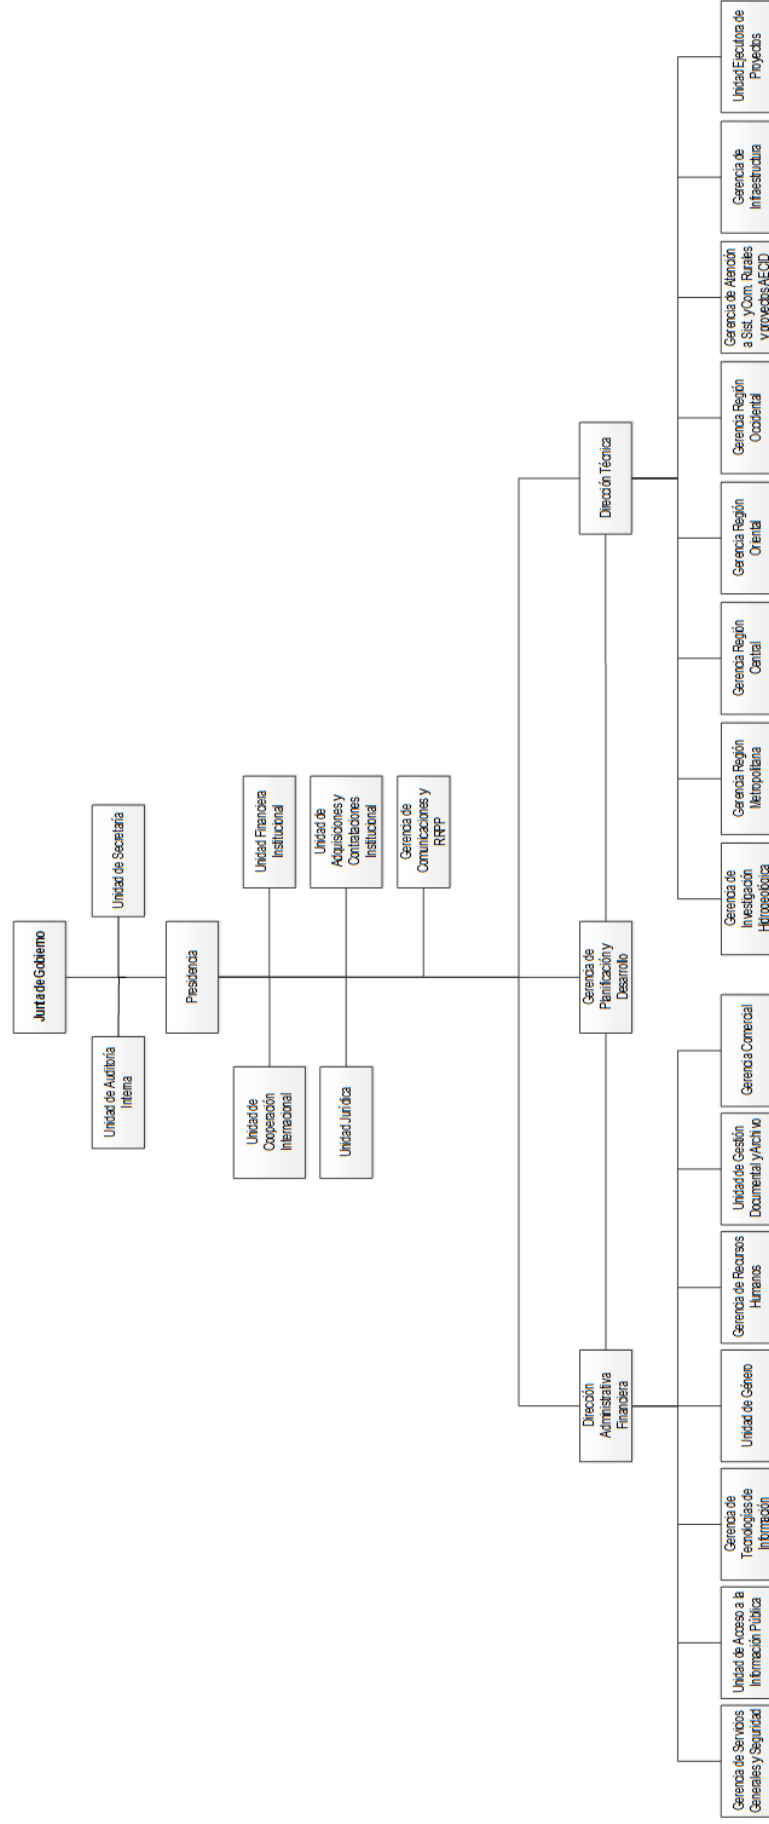 Junta de Gobierno
Unidad de Auditoría
Interna
Unidad de Secretaría
Presidencia
Unidad de
Cooperación
Internacional
Unidad Financiera
Institucional
Unidad Jurídica
Unidad de
Adquisiciones y
Contrataciones
Institucional
Gerencia de
Comunicaciones y
RRPP
Dirección
Administrativa
Financiera
Gerencia de
Planificación y
Desarrollo
Dirección Técnica
Gerencia de Servicios
Generales y Seguridad
Unidad de Acceso a la
Información Pública
Gerencia de
Tecnologías de
Información
Unidad de Género
Gerencia de Recursos
Humanos
Unidad de Gestión
Documental y Archivo
Gerencia Comercial
Gerencia de
Investigación
Hidrogeológica
Gerencia Región
Metropolitana
Gerencia Región
Central
Gerencia Región
Oriental
Gerencia Región
Occidental
Gerencia de Atención
a Sist. y Com. Rurales
y proyectos AECID
Gerencia de
Infraestructura
Unidad Ejecutora de
Proyectos